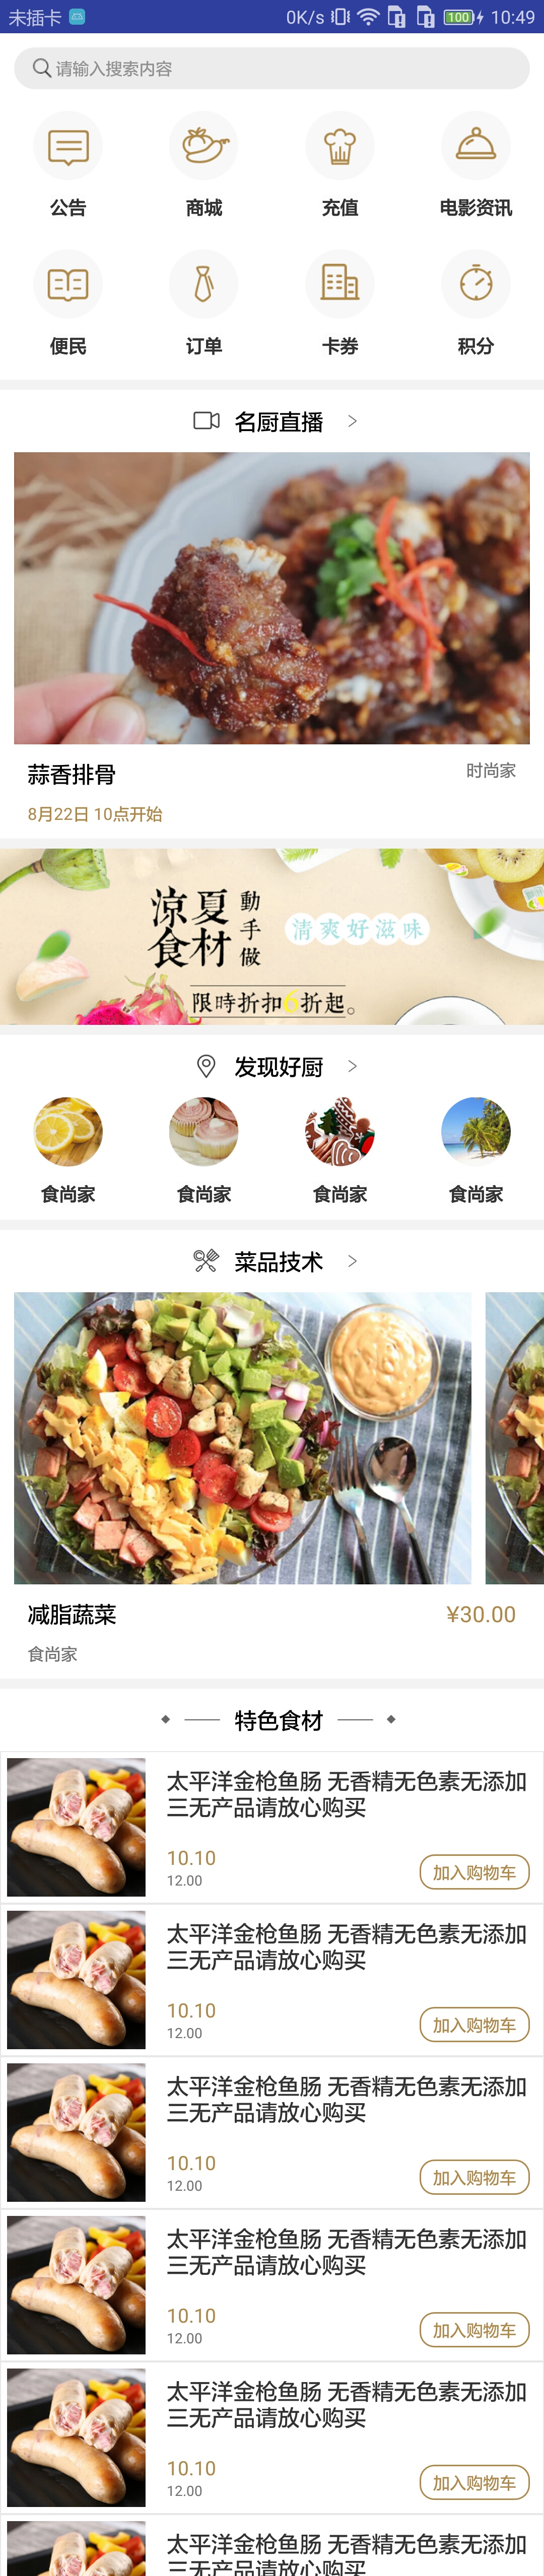 未插卡 0K/s 100 10:49
请输入搜索内容
公告 商城 充值 电影资讯
便民 订单 卡券 积分
名厨直播
蒜香排骨 时尚家
8月22日 10点开始
涼夏 動手做
食材
清爽好滋味
限時折扣6折起。
发现好厨
食尚家 食尚家 食尚家 食尚家
菜品技术
减脂蔬菜 ¥30.00
食尚家
特色食材
太平洋金枪鱼肠 无香精无色素无添加
三无产品请放心购买
10.10
12.00 加入购物车
太平洋金枪鱼肠 无香精无色素无添加
三无产品请放心购买
10.10
12.00 加入购物车
太平洋金枪鱼肠 无香精无色素无添加
三无产品请放心购买
10.10
12.00 加入购物车
太平洋金枪鱼肠 无香精无色素无添加
三无产品请放心购买
10.10
12.00 加入购物车
太平洋金枪鱼肠 无香精无色素无添加
三无产品请放心购买
10.10
12.00 加入购物车
太平洋金枪鱼肠 无香精无色素无添加
三无产品请放心购买